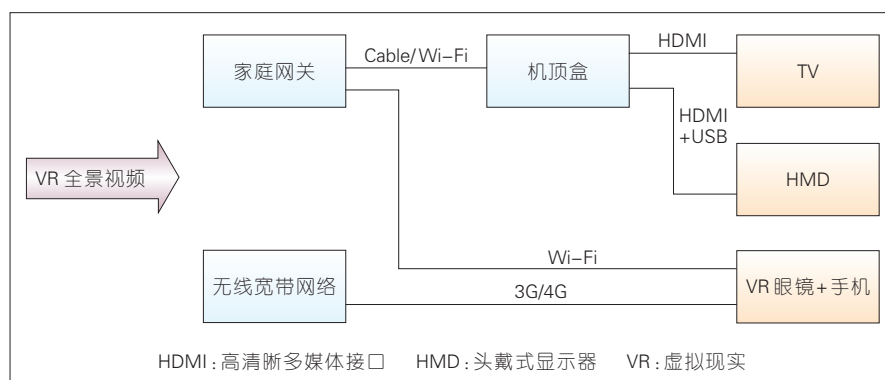 家庭网关
Cable/Wi-Fi
机顶盒
HDMI
TV
HDMI
+USB
HMD
VR 全景视频
无线宽带网络
Wi-Fi
3G/4G
VR 眼镜+手机
HDMI：高清晰多媒体接口 HMD：头戴式显示器 VR：虚拟现实